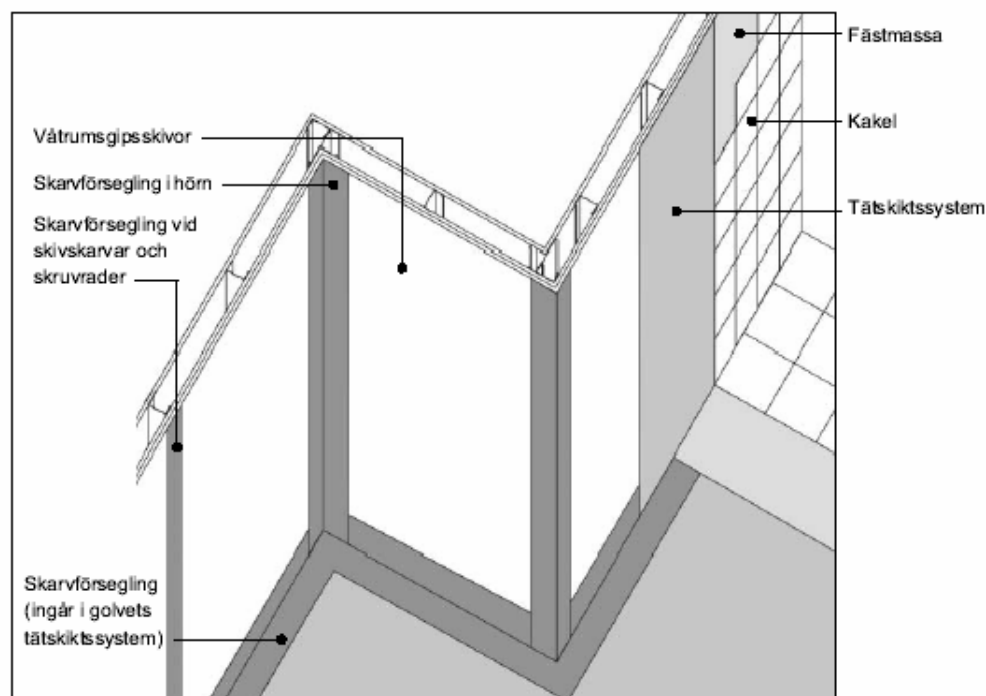 Våtrumsgipsskivor
Skarvförsegling i hörn
Skarvförsegling vid
skivskarvar och
skruvrader
Skarvförsegling
(ingår i golvets
tätskiktssystem)
Fästmassa
Kakel
Tätskiktssystem